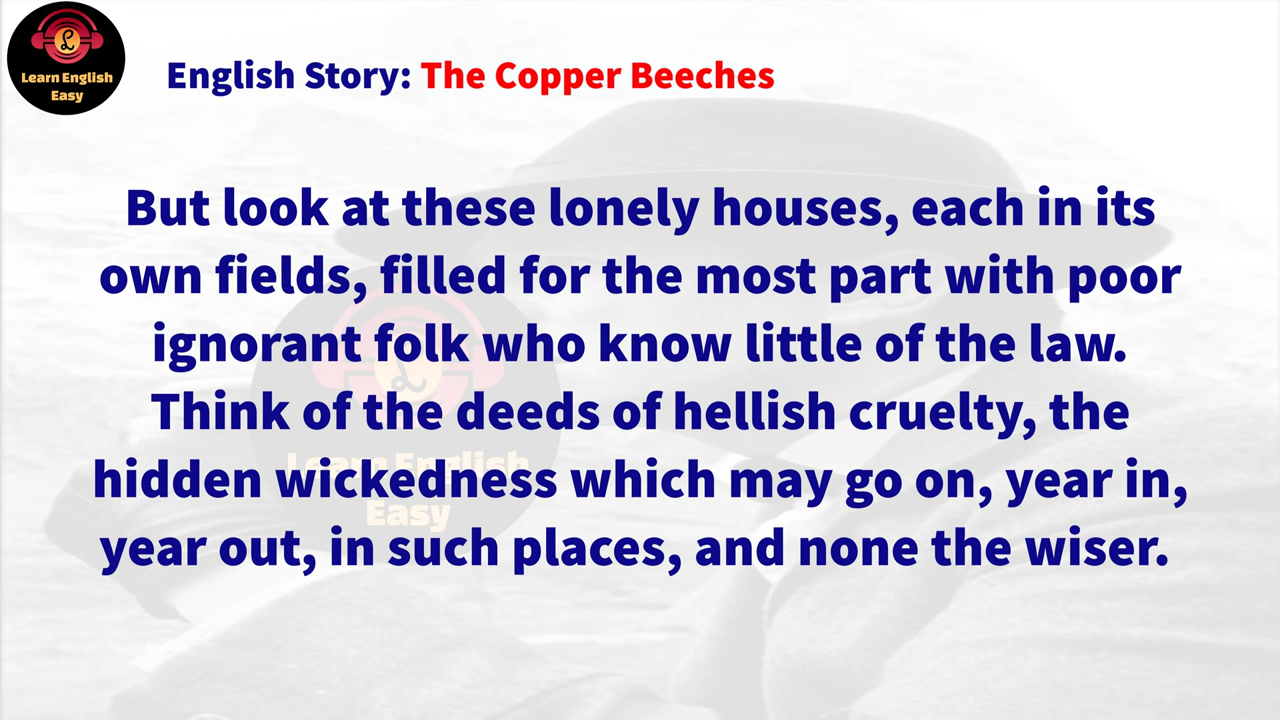 Learn English
Easy
English Story: The Copper Beeches
But look at these lonely houses, each in its
own fields, filled for the most part with poor
ignorant folk who know little of the law.
Think of the deeds of hellish cruelty, the
hidden wickedness which may go on, year in,
year out, in such places, and none the wiser.
Learn English
Easy